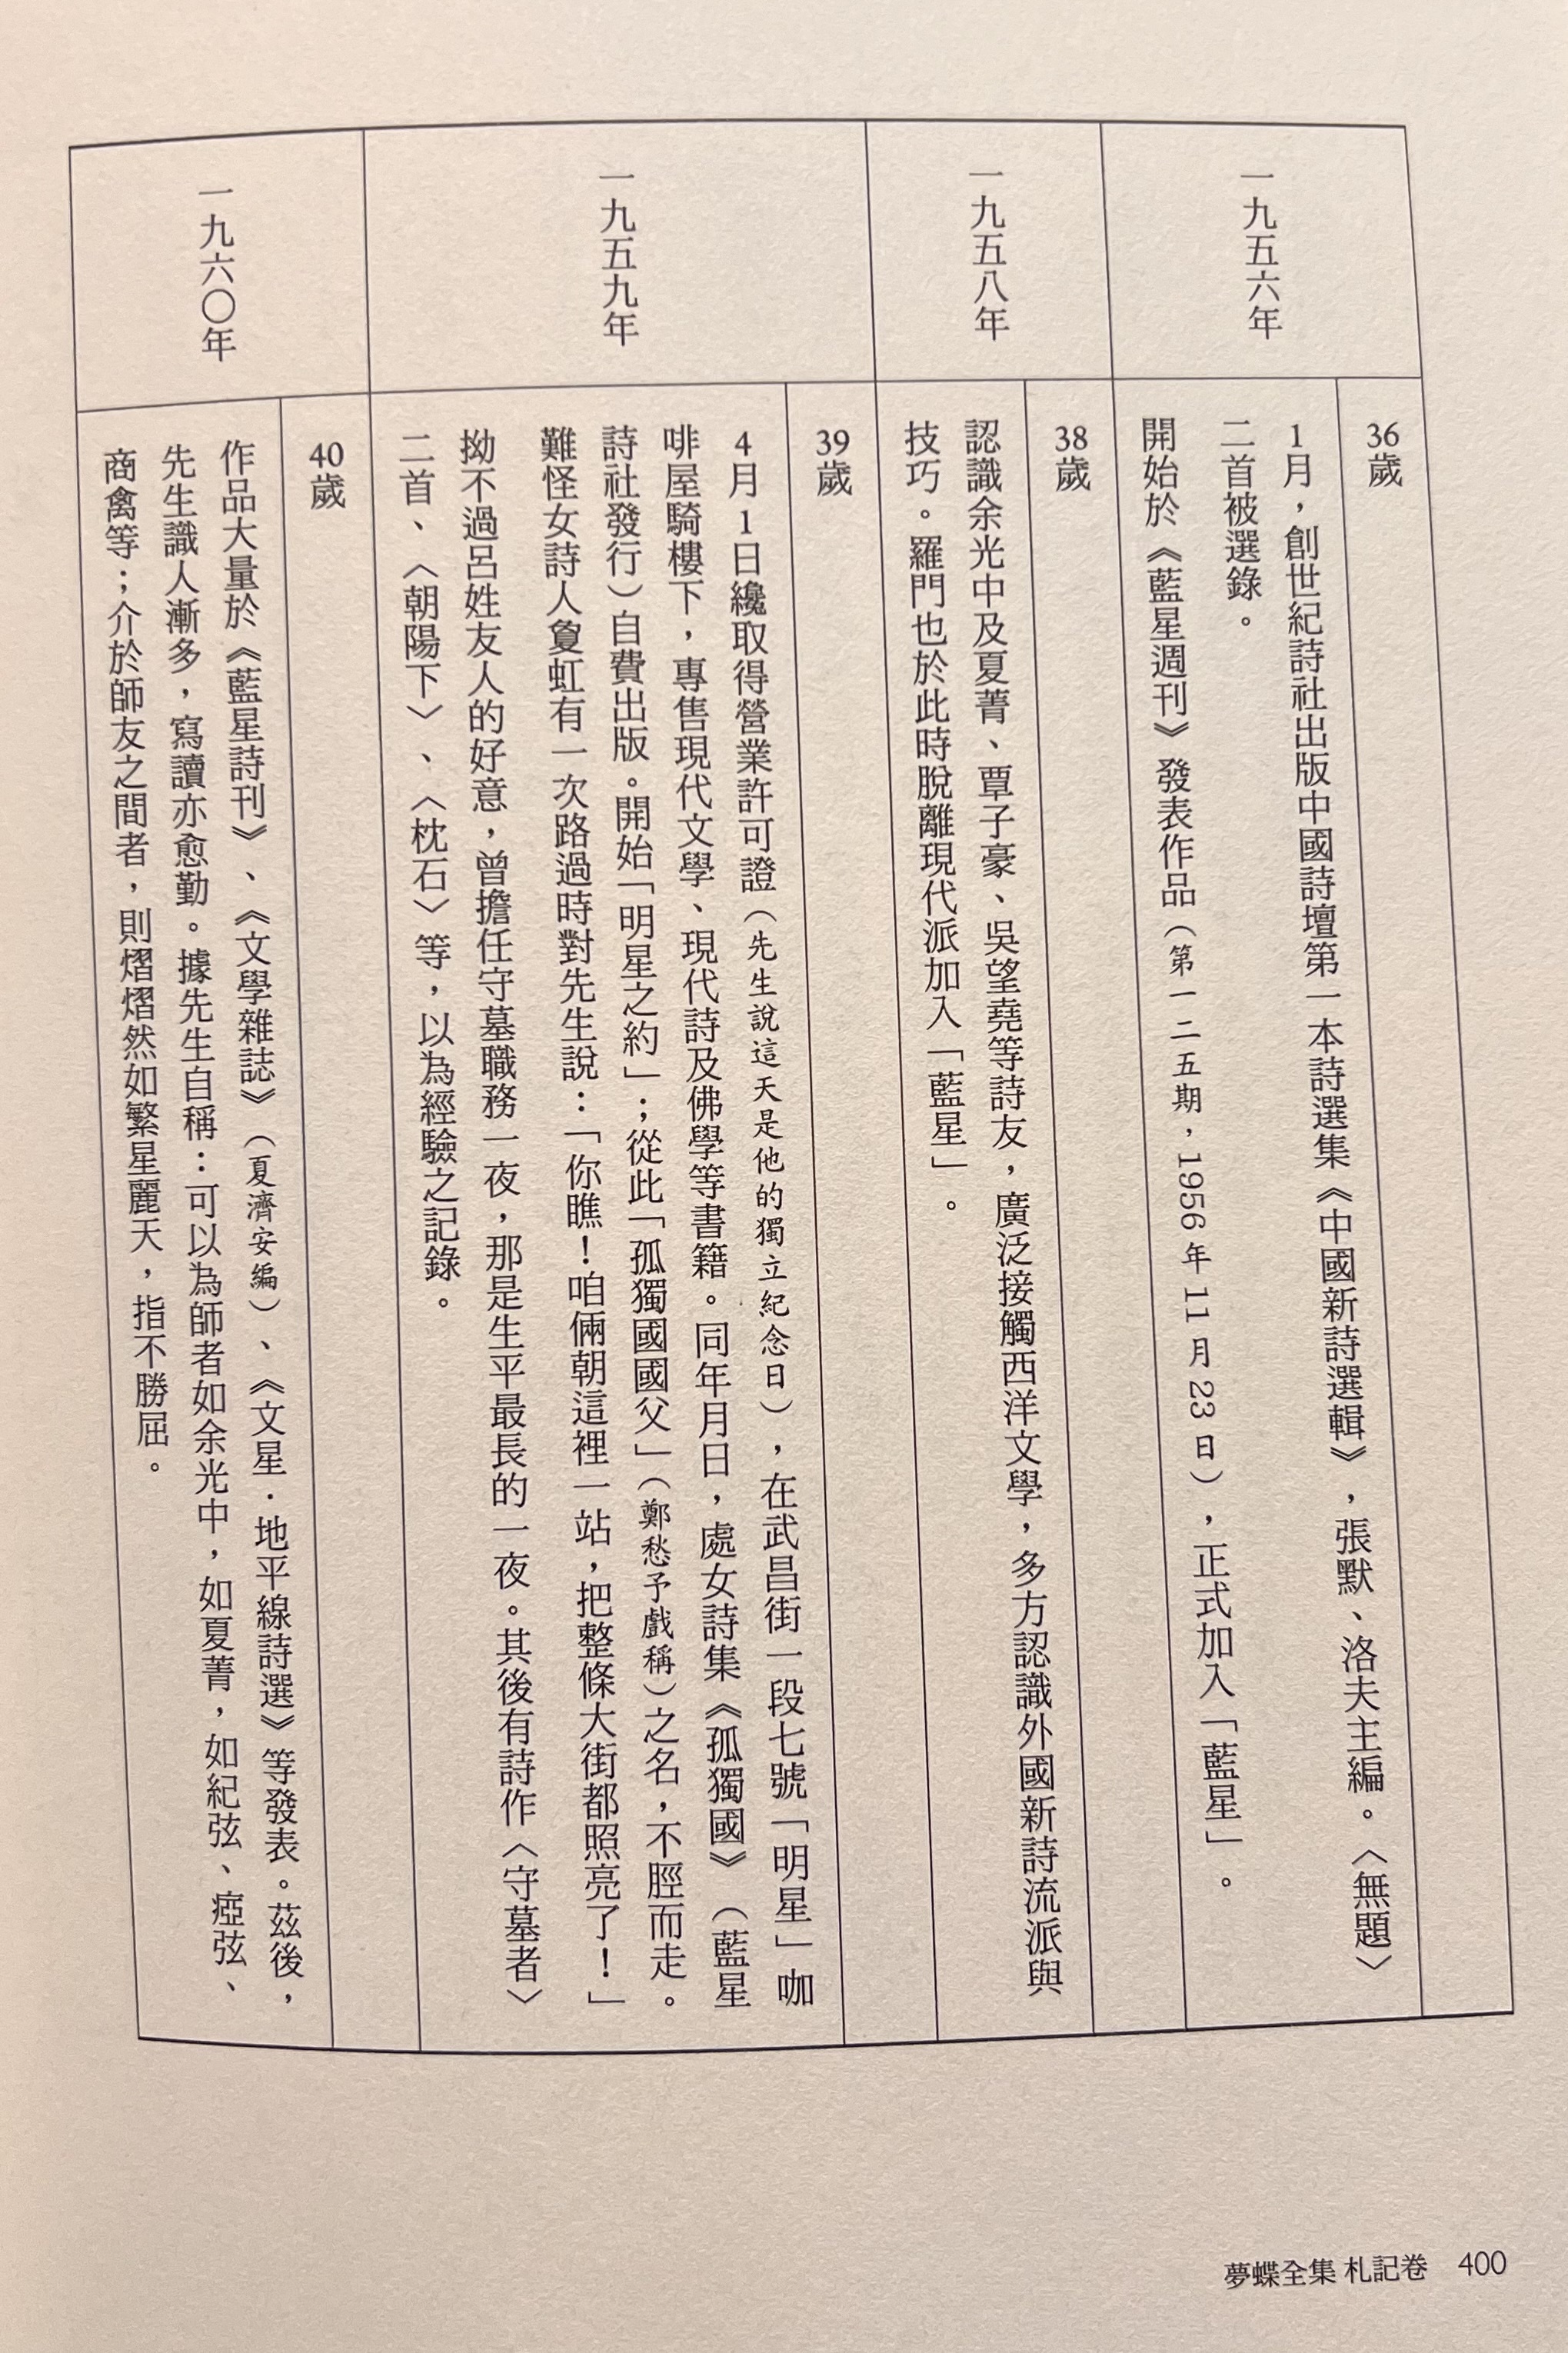 一九五六年
36歲
1月，創世紀詩社出版中國詩壇第一本詩選集《中國新詩選輯》，張默、洛夫主編。〈無題〉
二首被選錄。
開始於《藍星週刊》發表作品（第一二五期，1956年11月23日），正式加入「藍星」。
一九五八年
38歲
認識余光中及夏菁、覃子豪、吳望堯等詩友，廣泛接觸西洋文學，多方認識外國新詩流派與
技巧。羅門也於此時脫離現代派加入「藍星」。
一九五九年
39歲
4月1日纔取得營業許可證（先生說這天是他的獨立紀念日），在武昌街一段七號「明星」咖
啡屋騎樓下，專售現代文學、現代詩及佛學等書籍。同年月日，處女詩集《孤獨國》（藍星
詩社發行）自費出版。開始「明星之約」；從此「孤獨國國父」（鄭愁予戲稱）之名，不脛而走。
難怪女詩人敻虹有一次路過時對先生說：「你瞧！咱倆朝這裡一站，把整條大街都照亮了！」
拗不過呂姓友人的好意，曾擔任守墓職務一夜，那是生平最長的一夜。其後有詩作〈守墓者〉
二首、〈朝陽下〉、〈枕石〉等，以為經驗之記錄。
一九六〇年
40歲
作品大量於《藍星詩刊》、《文學雜誌》（夏濟安編）、《文星．地平線詩選》等發表。茲後，
先生識人漸多，寫讀亦愈勤。據先生自稱：可以為師者如余光中，如夏菁，如紀弦、瘂弦、
商禽等；介於師友之間者，則熠熠然如繁星麗天，指不勝屈。
夢蝶全集 札記卷 400